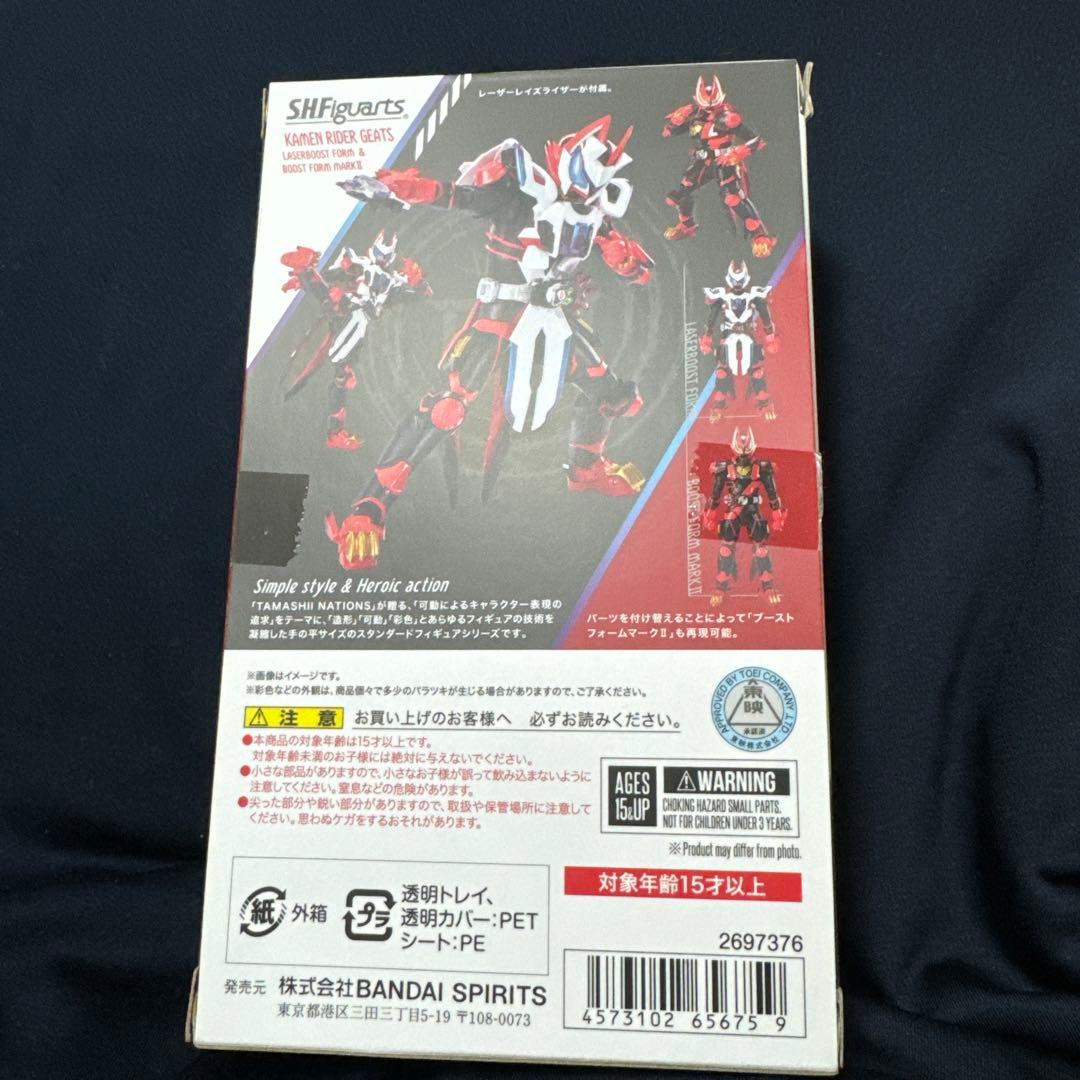 S.H.Figuarts®
KAMEN RIDER GEATS
LASERBOOST FORM &
BOOST FORM MARKⅡ
レーザーレイズライザーが付属。
LASERBOOST FORM
BOOST FORM MARKⅡ
Simple style & Heroic action
「TAMASHII NATIONS」が贈る、「可動によるキャラクター表現の
追求」をテーマに、「造形」「可動」「彩色」とあらゆるフィギュアの技術を
凝縮した手の平サイズのスタンダードフィギュアシリーズです。
パーツを付け替えることによって「ブースト
フォームマークⅡ」も再現可能。
※画像はイメージです。
※彩色などの外観は、商品個々で多少のバラツキが生じる場合がありますので、ご了承ください。
注意 お買い上げのお客様へ 必ずお読みください。
●本商品の対象年齢は15才以上です。
対象年齢未満のお子様には絶対に与えないでください。
●小さな部品がありますので、小さなお子様が誤って飲み込まないように
注意してください。窒息などの危険があります。
●尖った部分や鋭い部分がありますので、取扱や保管場所に注意して
ください。思わぬケガをするおそれがあります。
APPROVED BY TOEI COMPANY, LTD
東映
承認済
東映株式会社
AGES
15&UP
WARNING
CHOKING HAZARD SMALL PARTS.
NOT FOR CHILDREN UNDER 3 YEARS.
※Product may differ from photo.
対象年齢15才以上
紙 外箱
プラ
透明トレイ、
透明カバー:PET
シート:PE
2697376
発売元 株式会社BANDAI SPIRITS
東京都港区三田三丁目5-19 〒108-0073
4573102 65675 9